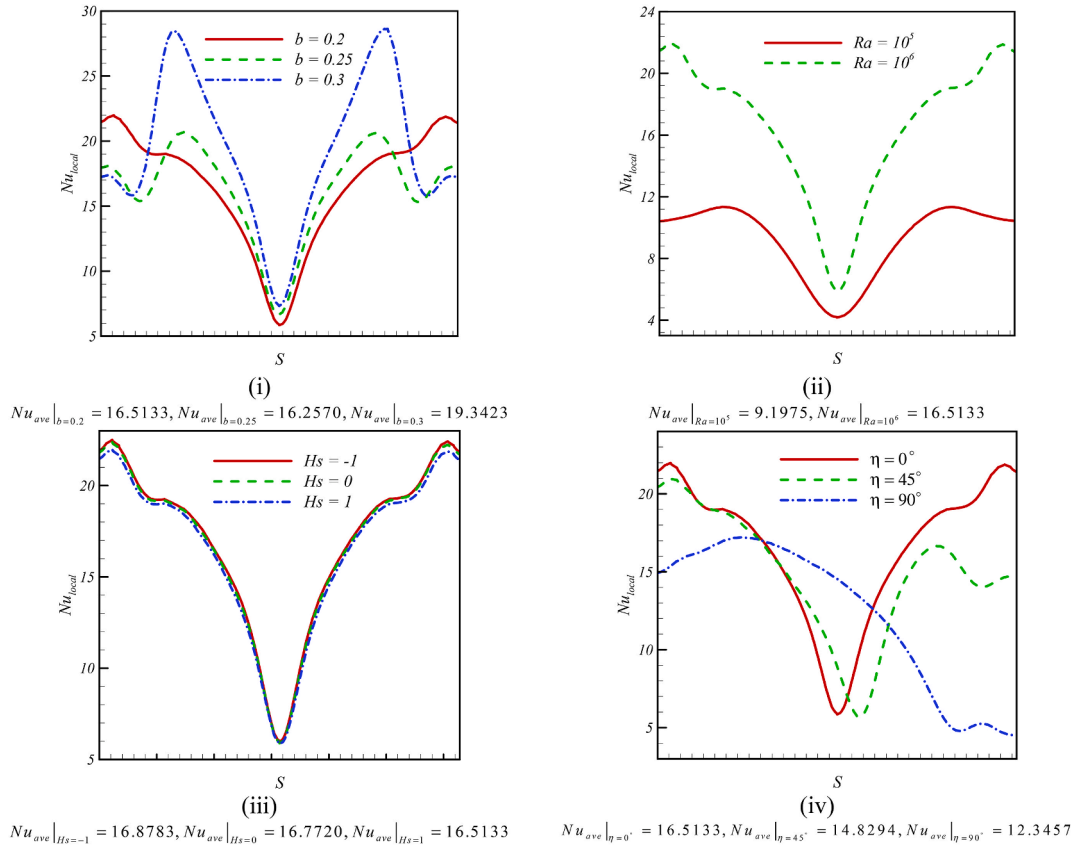 30
25
20
15
10
5
Nu_local
b = 0.2
b = 0.25
b = 0.3
S
(i)
Nu_ave|_b=0.2 = 16.5133, Nu_ave|_b=0.25 = 16.2570, Nu_ave|_b=0.3 = 19.3423
24
20
16
12
8
4
Nu_local
Ra = 10^5
Ra = 10^6
S
(ii)
Nu_ave|_Ra=10^5 = 9.1975, Nu_ave|_Ra=10^6 = 16.5133
20
15
10
5
Nu_local
Hs = -1
Hs = 0
Hs = 1
S
(iii)
Nu_ave|_Hs=-1 = 16.8783, Nu_ave|_Hs=0 = 16.7720, Nu_ave|_Hs=1 = 16.5133
20
15
10
5
Nu_local
η = 0°
η = 45°
η = 90°
S
(iv)
Nu_ave|_η=0° = 16.5133, Nu_ave|_η=45° = 14.8294, Nu_ave|_η=90° = 12.3457